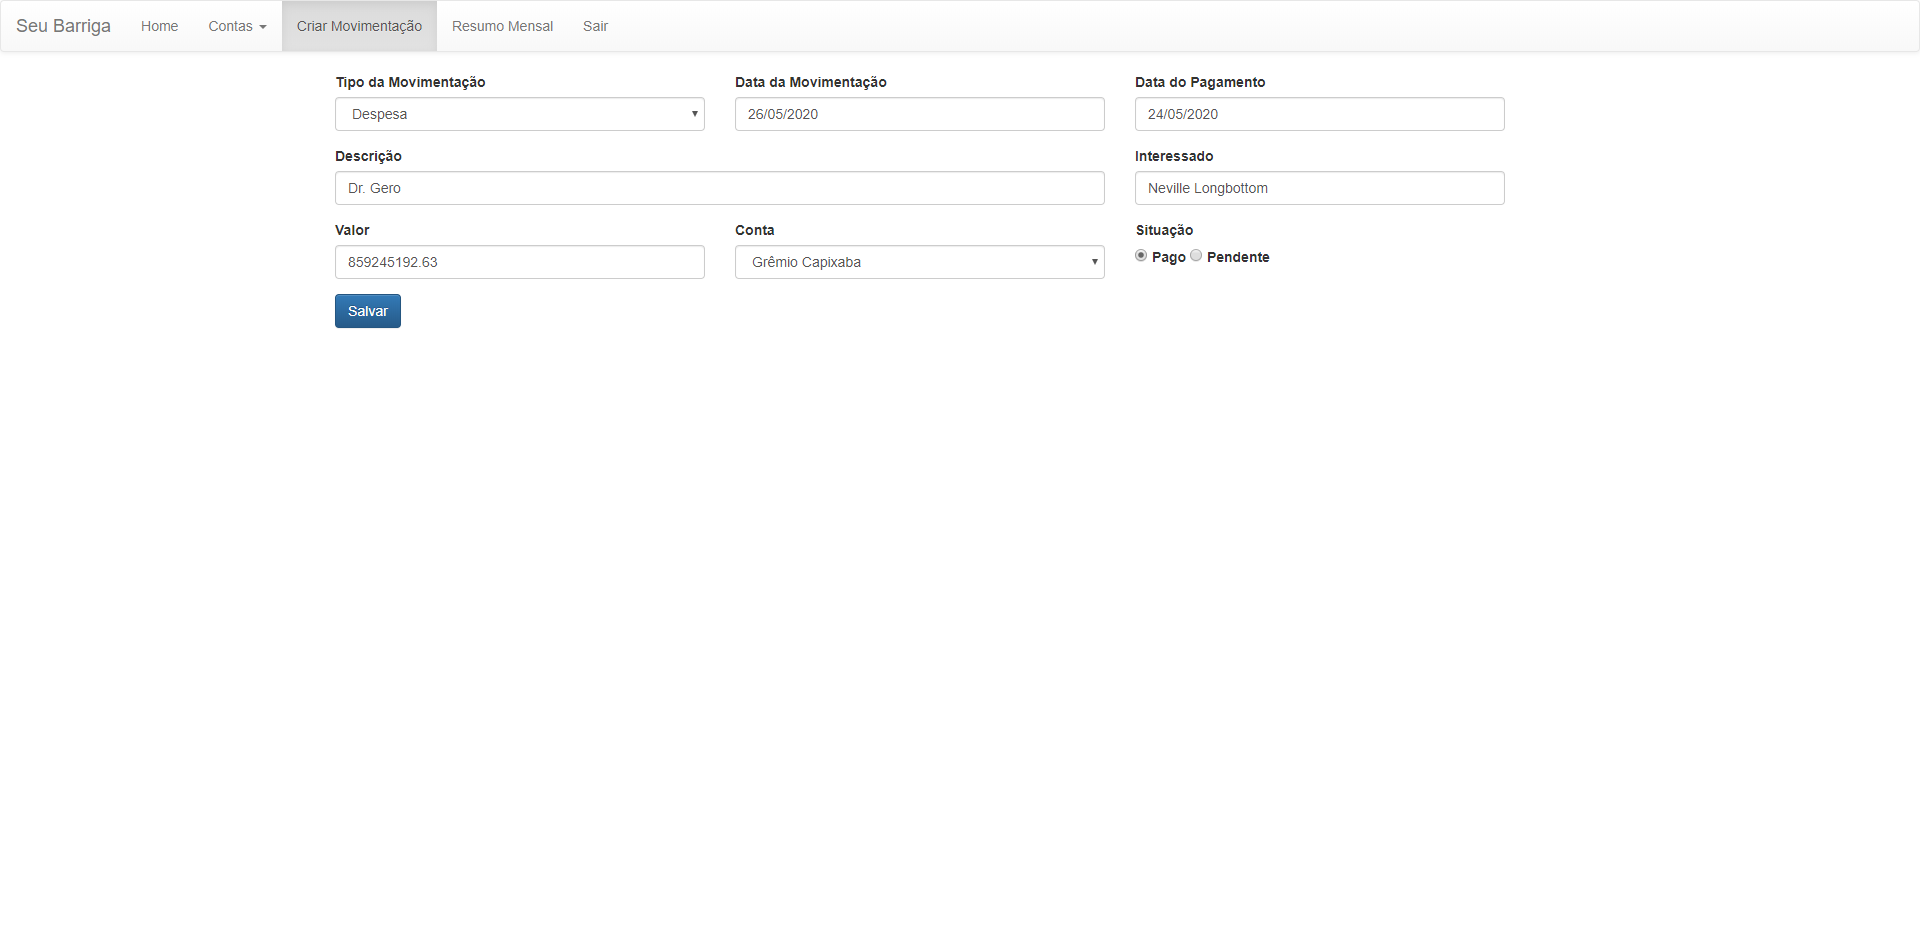 Seu Barriga Home Contas Criar Movimentação Resumo Mensal Sair
Tipo da Movimentação Data da Movimentação Data do Pagamento
Despesa 26/05/2020 24/05/2020
Descrição Interessado
Dr. Gero Neville Longbottom
Valor Conta Situação
859245192.63 Grêmio Capixaba Pago Pendente
Salvar